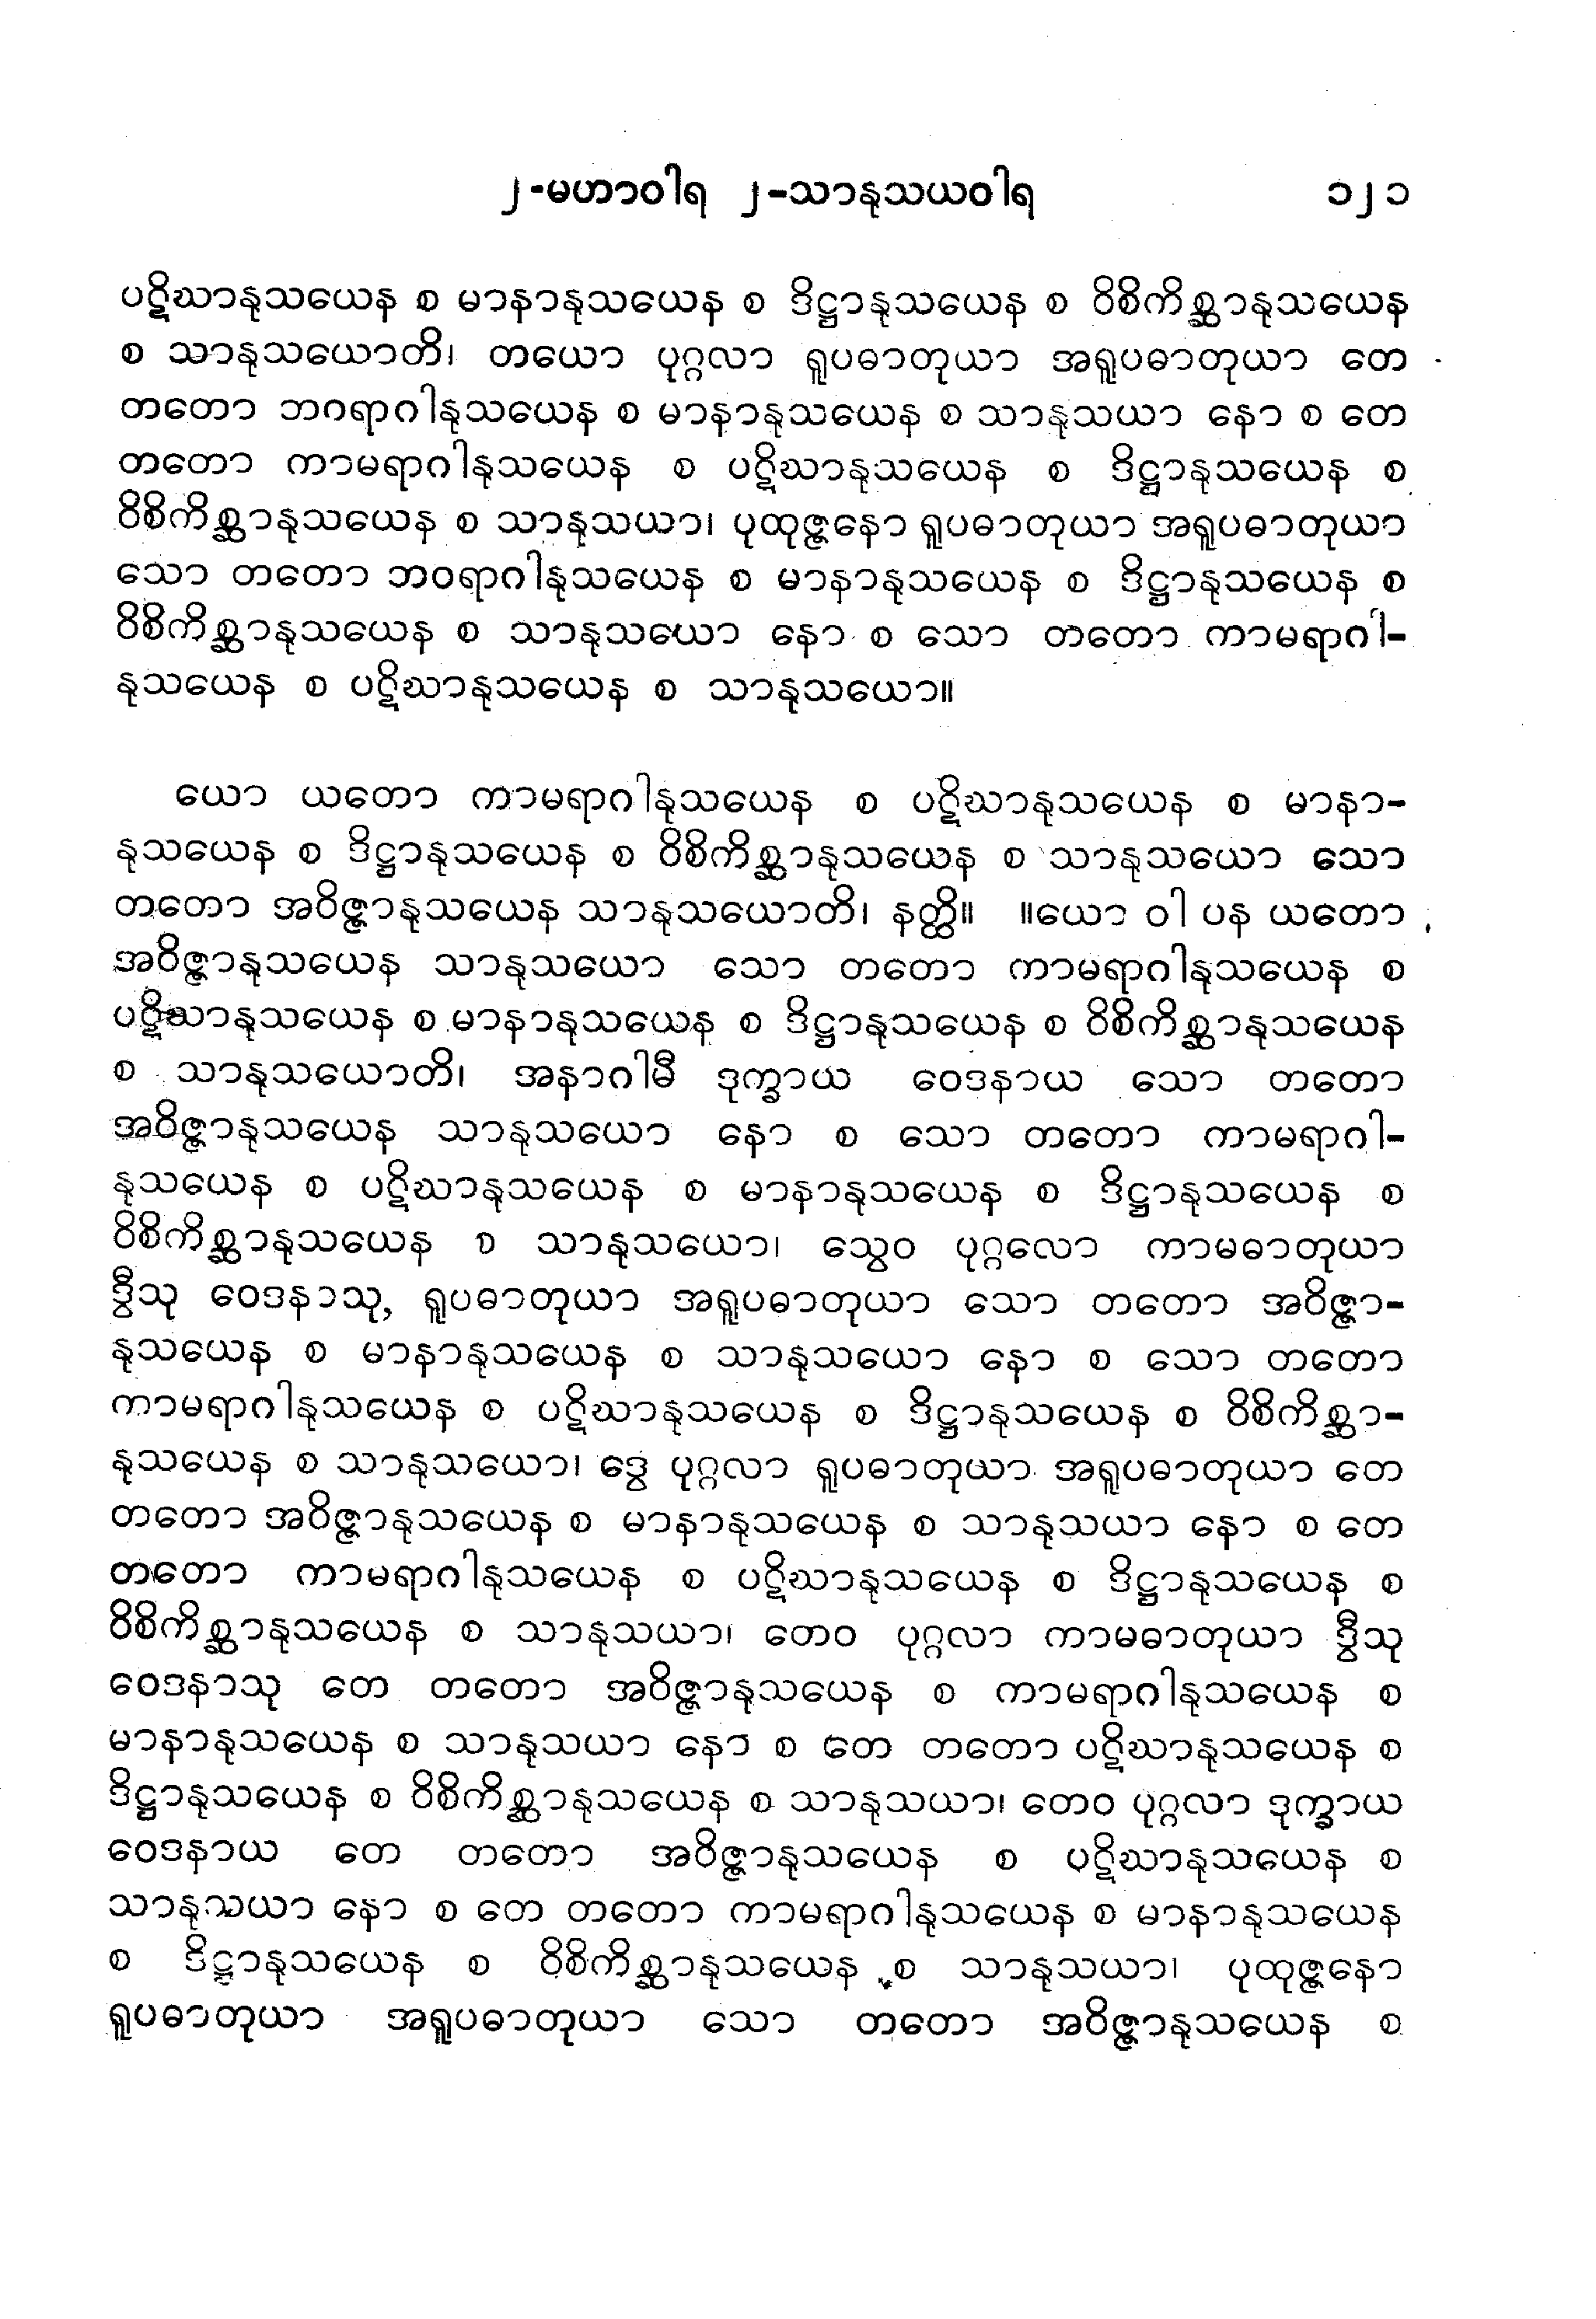 ၂-မဟာဝါရ ၂-သာနုသယဝါရ ၁၂၁
ပဋိဃာနုသယေန စ မာနာနုသယေန စ ဒိဋ္ဌာနုသယေန စ ဝိစိကိစ္ဆာနုသယေန
စ သာနုသယောတိ၊ တယော ပုဂ္ဂလာ ရူပဓာတုယာ အရူပဓာတုယာ တေ
တတော ဘဂရာဂါနုသယေန စ မာနာနုသယေန စ သာနုသယာ နော စ တေ
တတော ကာမရာဂါနုသယေန စ ပဋိဃာနုသယေန စ ဒိဋ္ဌာနုသယေန စ
ဝိစိကိစ္ဆာနုသယေန စ သာနုသယာ၊ ပုထုဇ္ဇနော ရူပဓာတုယာ အရူပဓာတုယာ
သော တတော ဘဝရာဂါနုသယေန စ မာနာနုသယေန စ ဒိဋ္ဌာနုသယေန စ
ဝိစိကိစ္ဆာနုသယေန စ သာနုသယော နော စ သော တတော ကာမရာဂါ-
နုသယေန စ ပဋိဃာနုသယေန စ သာနုသယော။
ယော ယတော ကာမရာဂါနုသယေန စ ပဋိဃာနုသယေန စ မာနာ-
နုသယေန စ ဒိဋ္ဌာနုသယေန စ ဝိစိကိစ္ဆာနုသယေန စ သာနုသယော သော
တတော အဝိဇ္ဇာနုသယေန သာနုသယောတိ၊ နတ္ထိ။ ။ယော ဝါ ပန ယတော
အဝိဇ္ဇာနုသယေန သာနုသယော သော တတော ကာမရာဂါနုသယေန စ
ပဋိဃာနုသယေန စ မာနာနုသယေန စ ဒိဋ္ဌာနုသယေန စ ဝိစိကိစ္ဆာနုသယေန
စ သာနုသယောတိ၊ အနာဂါမီ ဒုက္ခာယ ဝေဒနာယ သော တတော
အဝိဇ္ဇာနုသယေန သာနုသယော နော စ သော တတော ကာမရာဂါ-
နုသယေန စ ပဋိဃာနုသယေန စ မာနာနုသယေန စ ဒိဋ္ဌာနုသယေန စ
ဝိစိကိစ္ဆာနုသယေန စ သာနုသယော၊ သွေဝ ပုဂ္ဂလော ကာမဓာတုယာ
ဒွီသု ဝေဒနာသု, ရူပဓာတုယာ အရူပဓာတုယာ သော တတော အဝိဇ္ဇာ-
နုသယေန စ မာနာနုသယေန စ သာနုသယော နော စ သော တတော
ကာမရာဂါနုသယေန စ ပဋိဃာနုသယေန စ ဒိဋ္ဌာနုသယေန စ ဝိစိကိစ္ဆာ-
နုသယေန စ သာနုသယော၊ ဒွေ ပုဂ္ဂလာ ရူပဓာတုယာ အရူပဓာတုယာ တေ
တတော အဝိဇ္ဇာနုသယေန စ မာနာနုသယေန စ သာနုသယာ နော စ တေ
တတော ကာမရာဂါနုသယေန စ ပဋိဃာနုသယေန စ ဒိဋ္ဌာနုသယေန စ
ဝိစိကိစ္ဆာနုသယေန စ သာနုသယာ၊ တေဝ ပုဂ္ဂလာ ကာမဓာတုယာ ဒွီသု
ဝေဒနာသု တေ တတော အဝိဇ္ဇာနုသယေန စ ကာမရာဂါနုသယေန စ
မာနာနုသယေန စ သာနုသယာ နော စ တေ တတော ပဋိဃာနုသယေန စ
ဒိဋ္ဌာနုသယေန စ ဝိစိကိစ္ဆာနုသယေန စ သာနုသယာ၊ တေဝ ပုဂ္ဂလာ ဒုက္ခာယ
ဝေဒနာယ တေ တတော အဝိဇ္ဇာနုသယေန စ ပဋိဃာနုသယေန စ
သာနုသယာ နော စ တေ တတော ကာမရာဂါနုသယေန စ မာနာနုသယေန
စ ဒိဋ္ဌာနုသယေန စ ဝိစိကိစ္ဆာနုသယေန စ သာနုသယာ၊ ပုထုဇ္ဇနော
ရူပဓာတုယာ အရူပဓာတုယာ သော တတော အဝိဇ္ဇာနုသယေန စ